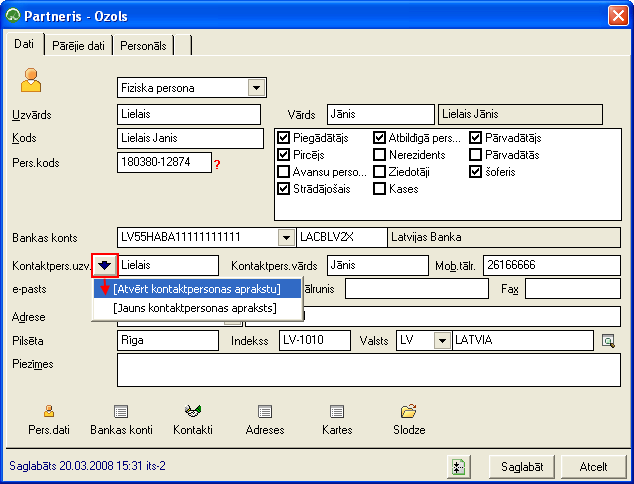 Partneris - Ozols
Dati Pārējie dati Personāls
Fiziska persona
Uzvārds Lielais Vārds Jānis Lielais Jānis
Kods Lielais Janis
Pers.kods 180380-12874 ?
Piegādātājs Atbildīgā pers... Pārvadātājs
Pircējs Nerezidents Pārvadātās
Avansu perso... Ziedotāji šoferis
Strādājošais Kases
Bankas konts LV55HABA11111111111 LACBLV2X Latvijas Banka
Kontaktpers.uzv. Lielais Kontaktpers.vārds Jānis Mob.tālr. 26166666
e-pasts [Atvērt kontaktpersonas aprakstu] ālrunis Fax
[Jauns kontaktpersonas apraksts]
Adrese
Pilsēta Rīga Indekss LV-1010 Valsts LV LATVIA
Piezīmes
Pers.dati Bankas konti Kontakti Adreses Kartes Slodze
Saglabāts 20.03.2008 15:31 its-2 Saglabāt Atcelt